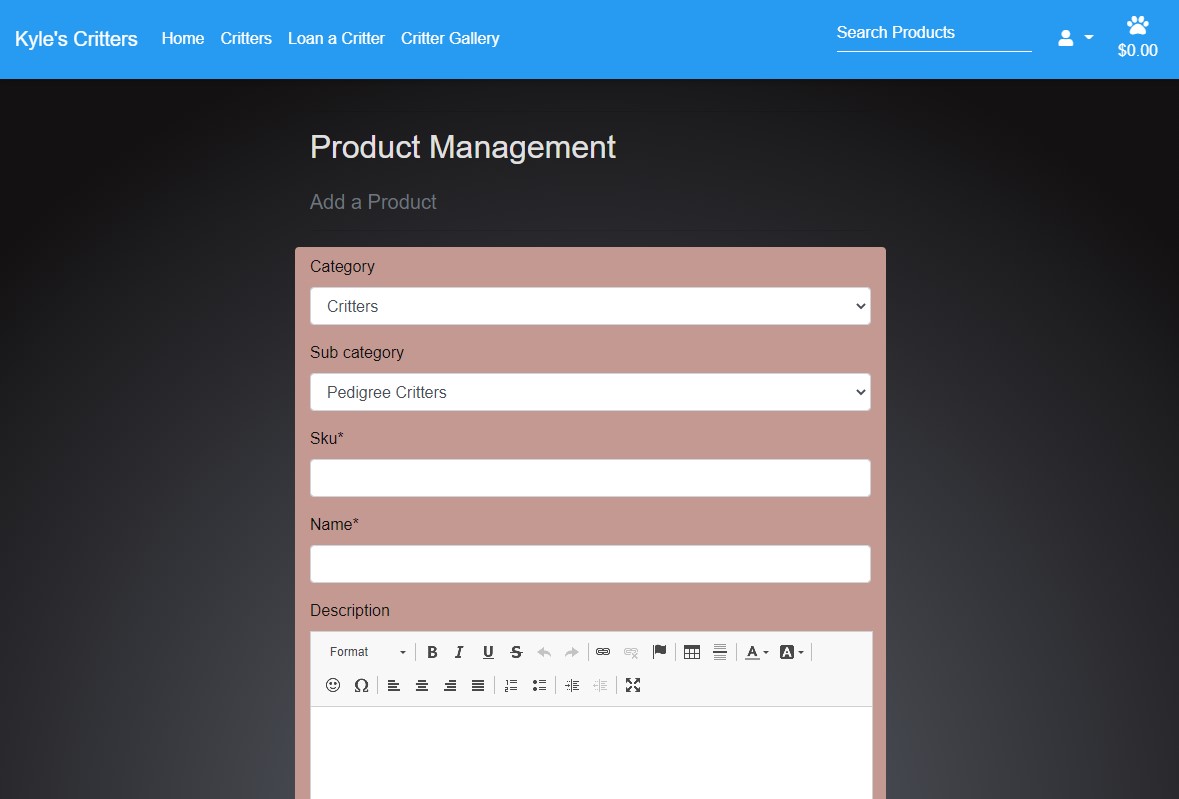 Kyle's Critters Home Critters Loan a Critter Critter Gallery Search Products
$0.00
Product Management
Add a Product
Category
Critters
Sub category
Pedigree Critters
Sku*
Name*
Description
Format B I U S A A
Ω